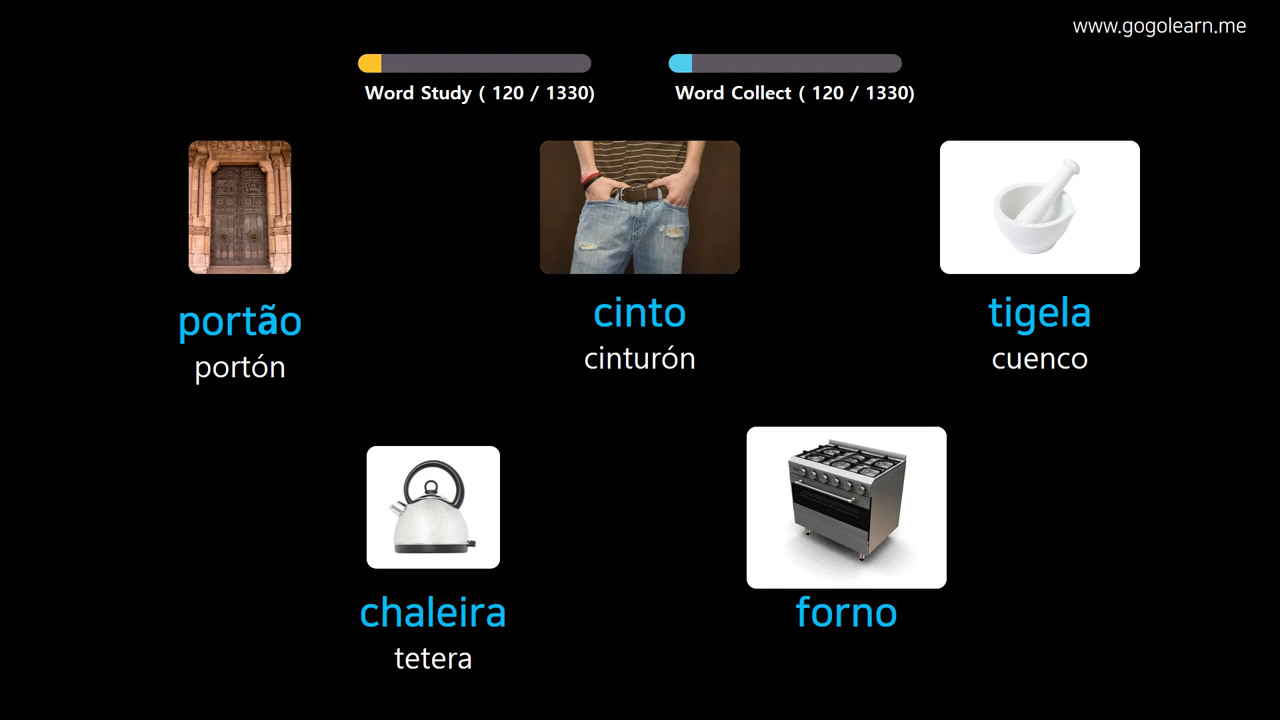 www.gogolearn.me
Word Study ( 120 / 1330)
Word Collect ( 120 / 1330)
portão
portón
cinto
cinturón
tigela
cuenco
chaleira
tetera
forno